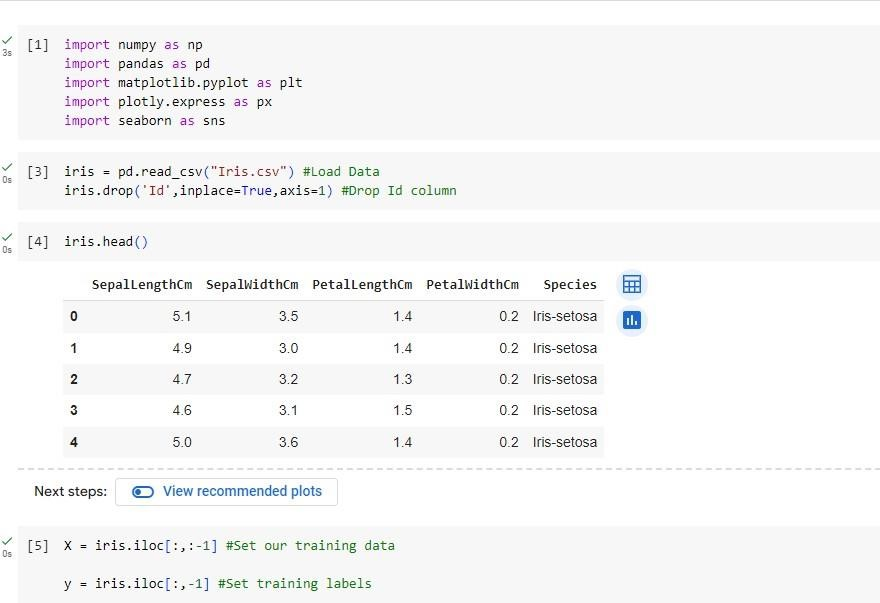 [1] import numpy as np
import pandas as pd
import matplotlib.pyplot as plt
import plotly.express as px
import seaborn as sns
3s
[3] iris = pd.read_csv("Iris.csv") #Load Data
iris.drop('Id',inplace=True,axis=1) #Drop Id column
0s
[4] iris.head()
0s
SepalLengthCm SepalWidthCm PetalLengthCm PetalWidthCm Species
0 5.1 3.5 1.4 0.2 Iris-setosa
1 4.9 3.0 1.4 0.2 Iris-setosa
2 4.7 3.2 1.3 0.2 Iris-setosa
3 4.6 3.1 1.5 0.2 Iris-setosa
4 5.0 3.6 1.4 0.2 Iris-setosa
Next steps: View recommended plots
[5] X = iris.iloc[:,:-1] #Set our training data
0s
y = iris.iloc[:,-1] #Set training labels